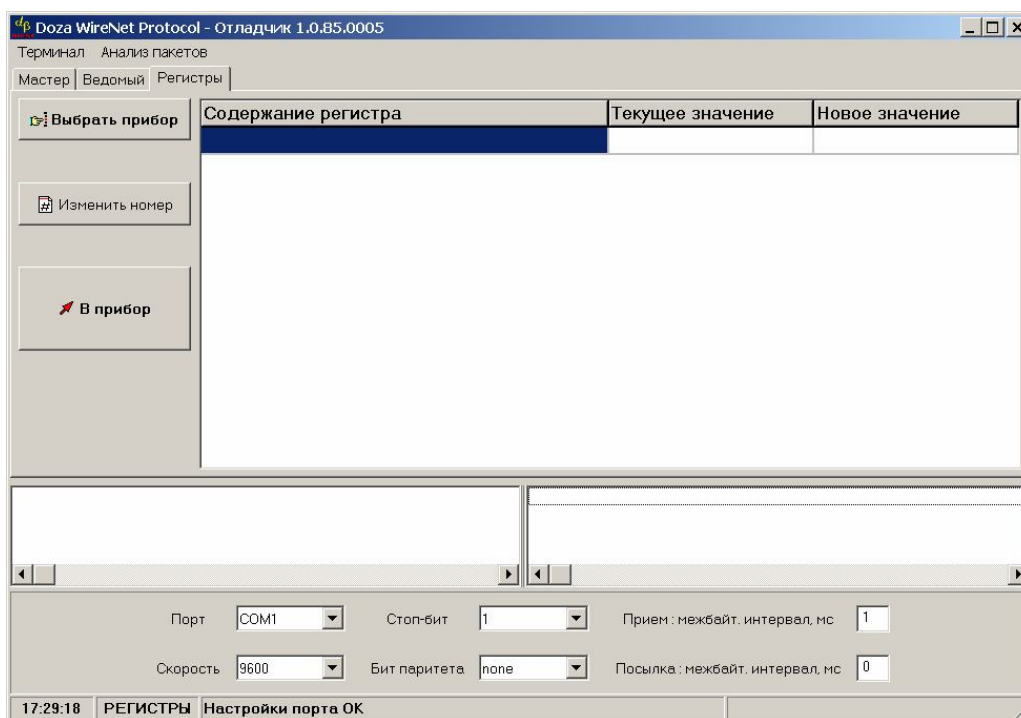 Doza WireNet Protocol - Отладчик 1.0.85.0005
Терминал Анализ пакетов
Мастер Ведомый Регистры
Выбрать прибор
Содержание регистра Текущее значение Новое значение
Изменить номер
В прибор
Порт COM1 Стоп-бит 1 Прием : межбайт. интервал, мс 1
Скорость 9600 Бит паритета none Посылка : межбайт. интервал, мс 0
17:29:18 РЕГИСТРЫ Настройки порта OK